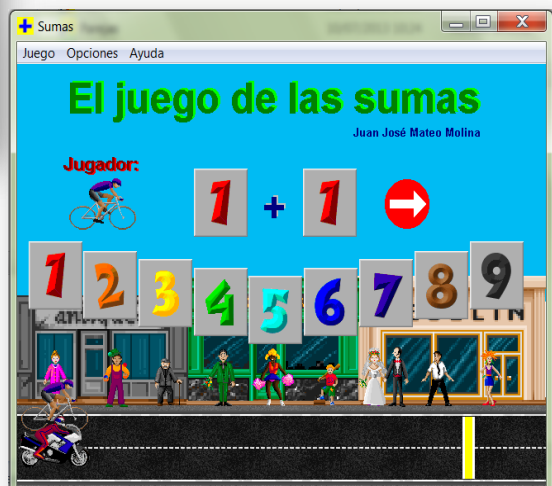 Sumas
Juego Opciones Ayuda
El juego de las sumas
Juan José Mateo Molina
Jugador:
1 + 1
1 2 3 4 5 6 7 8 9